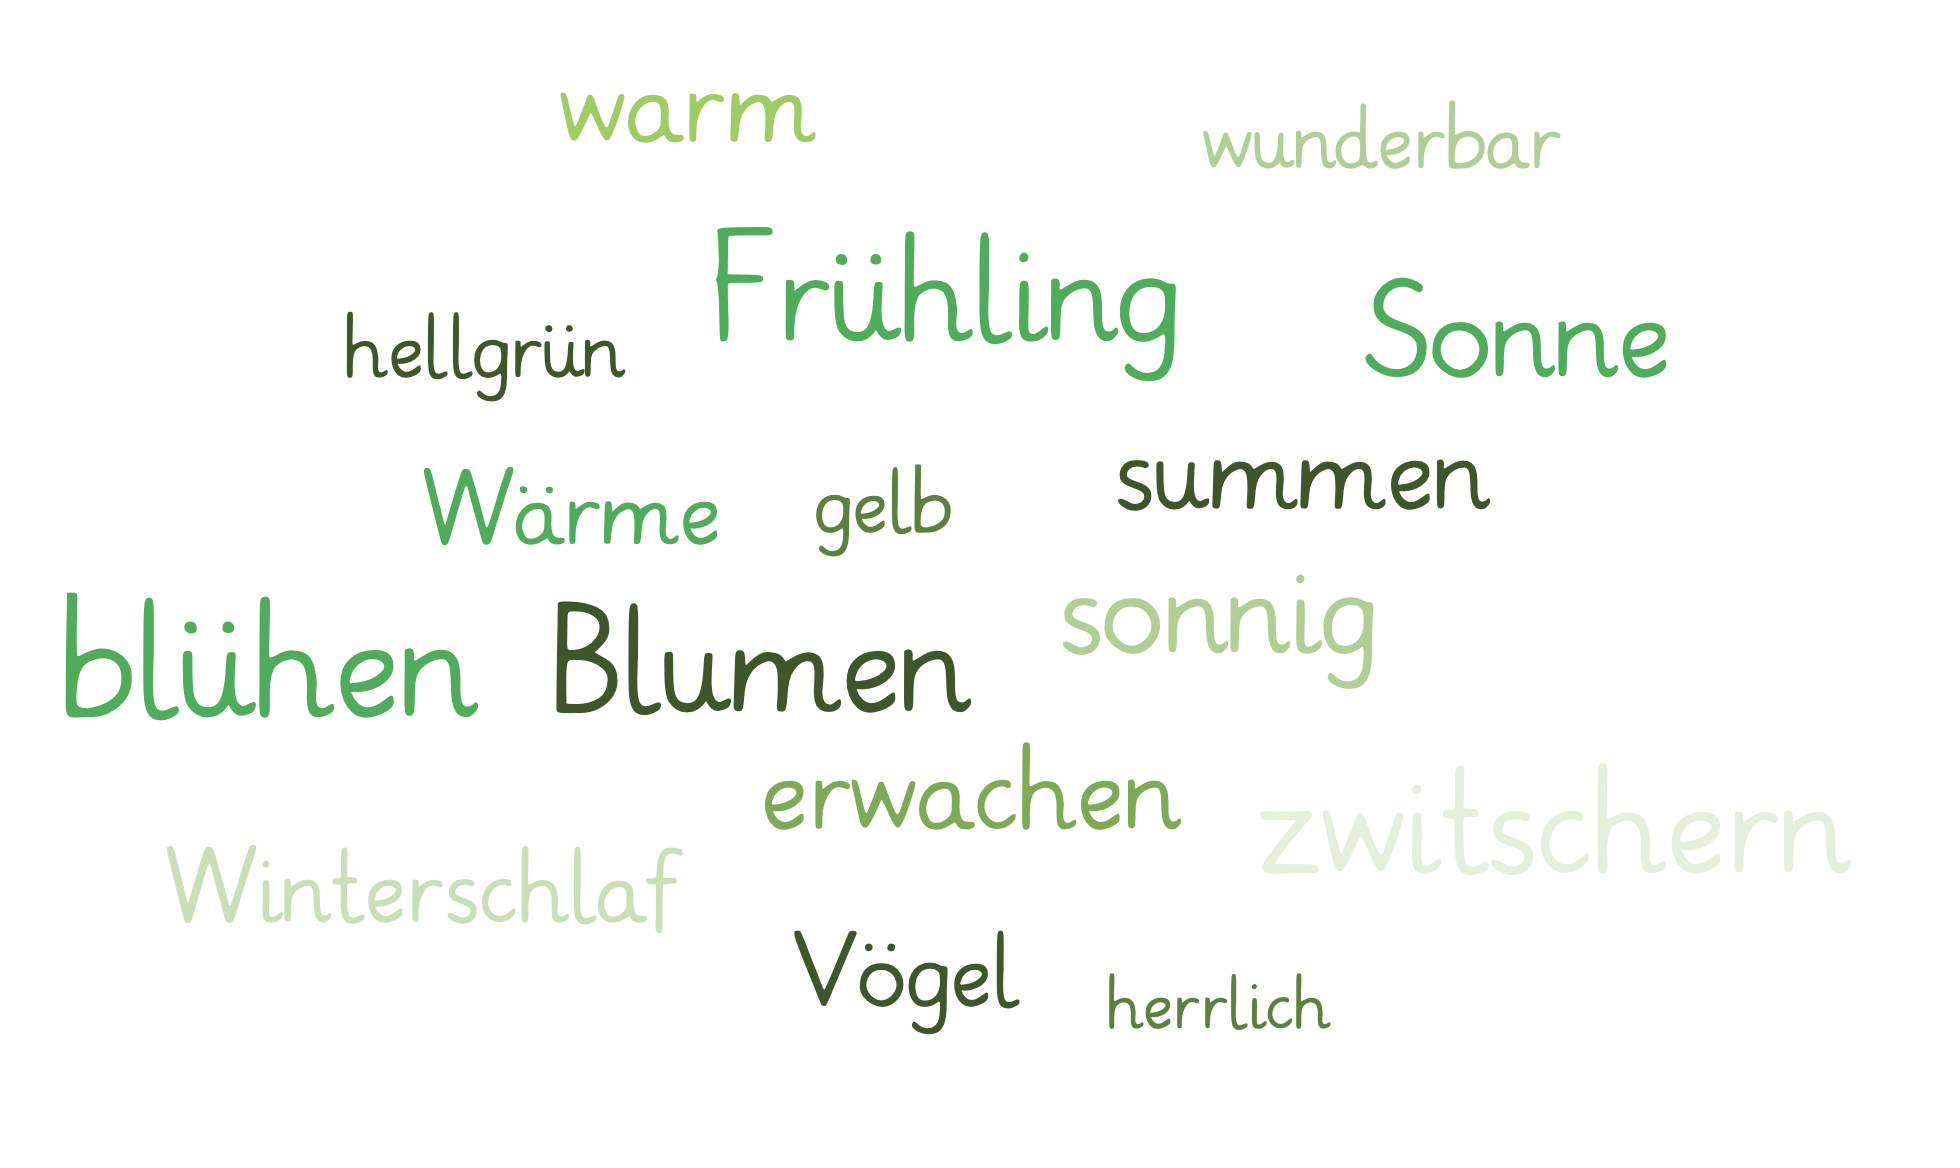 warm
wunderbar
Frühling
Sonne
hellgrün
summen
Wärme
gelb
sonnig
blühen
Blumen
erwachen
zwitschern
Winterschlaf
Vögel
herrlich